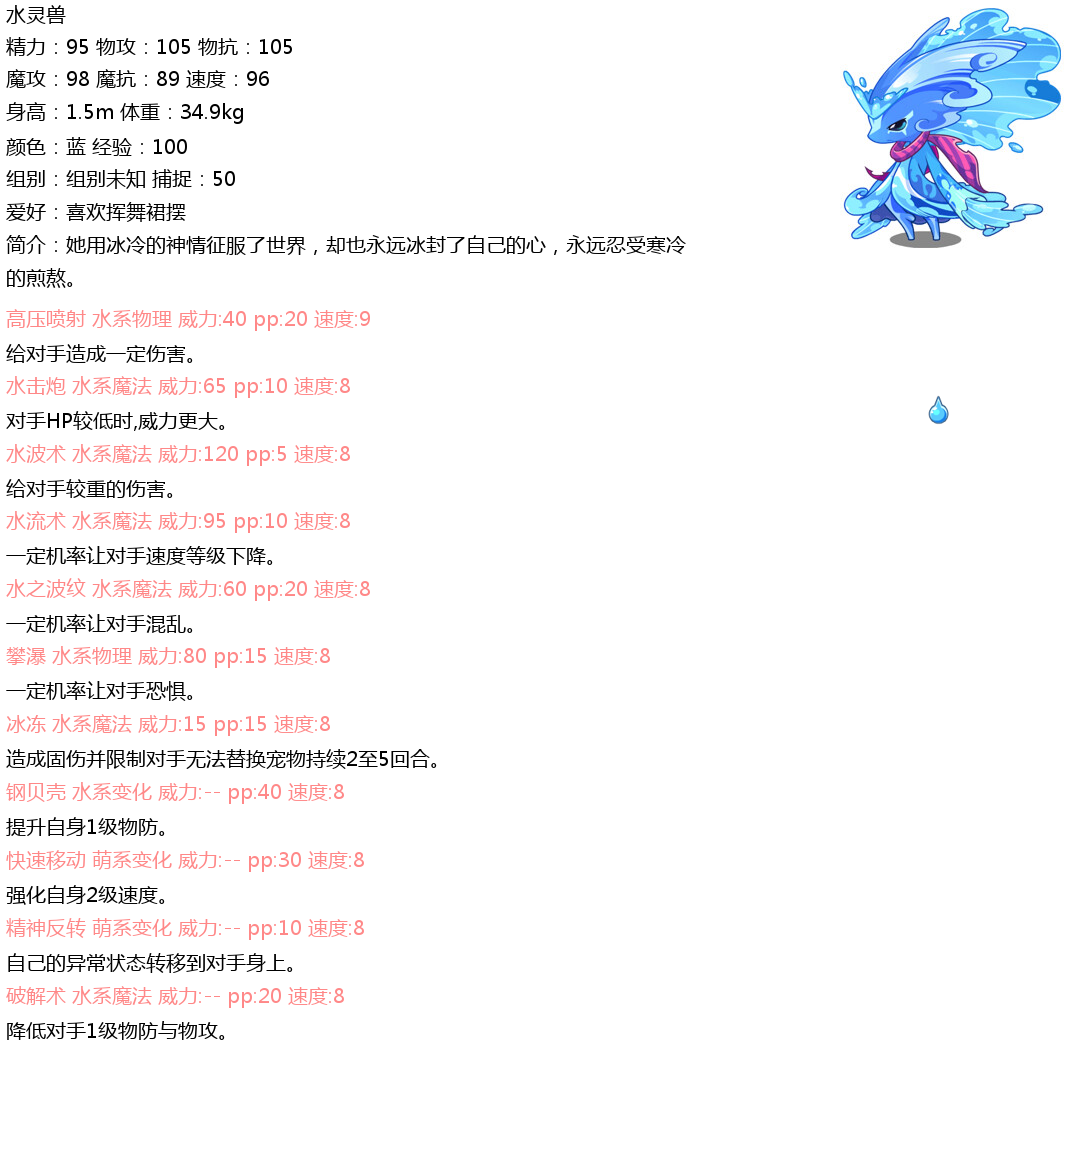 水灵兽
精力：95 物攻：105 物抗：105
魔攻：98 魔抗：89 速度：96
身高：1.5m 体重：34.9kg
颜色：蓝 经验：100
组别：组别未知 捕捉：50
爱好：喜欢挥舞裙摆
简介：她用冰冷的神情征服了世界，却也永远冰封了自己的心，永远忍受寒冷
的煎熬。
高压喷射 水系物理 威力:40 pp:20 速度:9
给对手造成一定伤害。
水击炮 水系魔法 威力:65 pp:10 速度:8
对手HP较低时,威力更大。
水波术 水系魔法 威力:120 pp:5 速度:8
给对手较重的伤害。
水流术 水系魔法 威力:95 pp:10 速度:8
一定机率让对手速度等级下降。
水之波纹 水系魔法 威力:60 pp:20 速度:8
一定机率让对手混乱。
攀瀑 水系物理 威力:80 pp:15 速度:8
一定机率让对手恐惧。
冰冻 水系魔法 威力:15 pp:15 速度:8
造成固伤并限制对手无法替换宠物持续2至5回合。
钢贝壳 水系变化 威力:-- pp:40 速度:8
提升自身1级物防。
快速移动 萌系变化 威力:-- pp:30 速度:8
强化自身2级速度。
精神反转 萌系变化 威力:-- pp:10 速度:8
自己的异常状态转移到对手身上。
破解术 水系魔法 威力:-- pp:20 速度:8
降低对手1级物防与物攻。